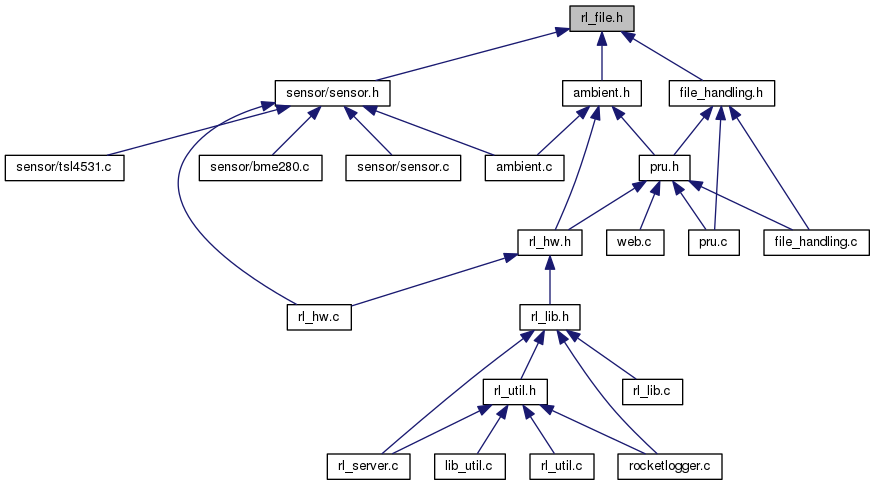 rl_file.h
sensor/sensor.h
ambient.h
file_handling.h
sensor/tsl4531.c
sensor/bme280.c
sensor/sensor.c
ambient.c
pru.h
rl_hw.h
web.c
pru.c
file_handling.c
rl_hw.c
rl_lib.h
rl_util.h
rl_lib.c
rl_server.c
lib_util.c
rl_util.c
rocketlogger.c